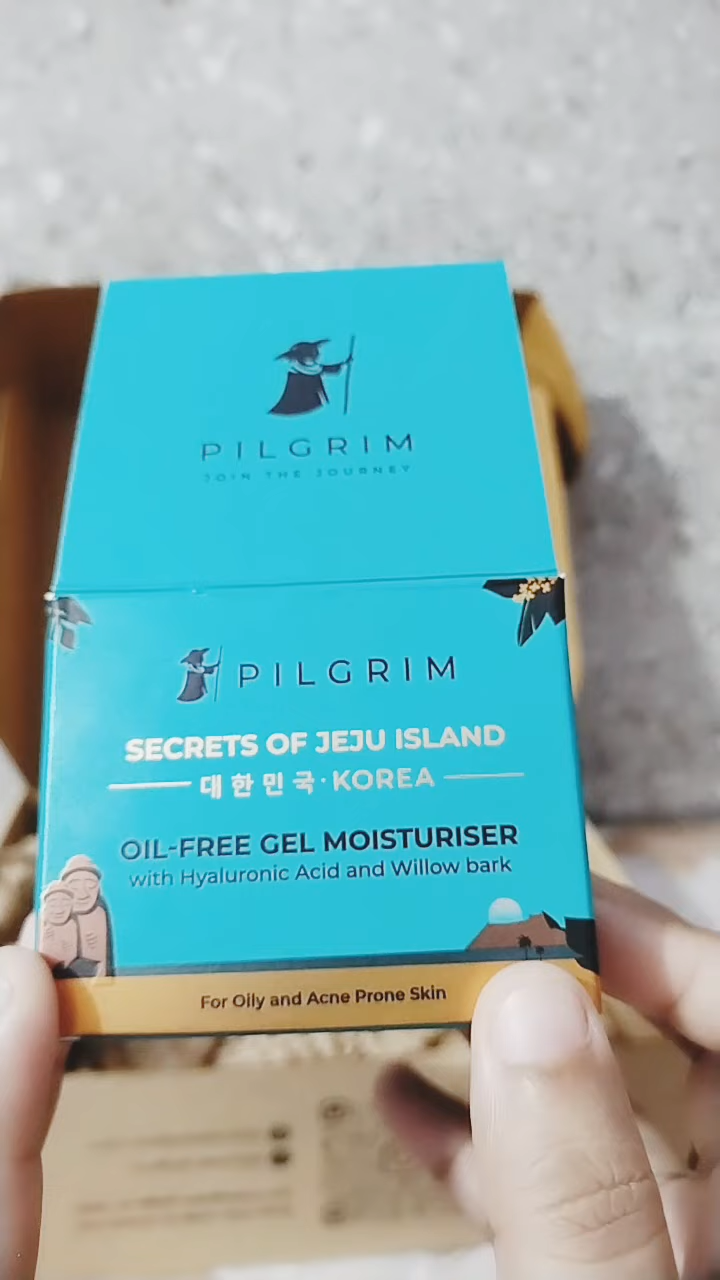 PILGRIM
JOIN THE JOURNEY
PILGRIM
SECRETS OF JEJU ISLAND
대한민국·KOREA
OIL-FREE GEL MOISTURISER
with Hyaluronic Acid and Willow bark
For Oily and Acne Prone Skin